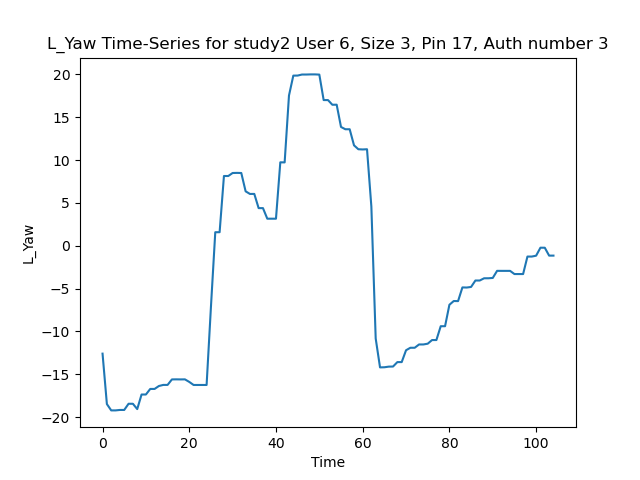 L_Yaw Time-Series for study2 User 6, Size 3, Pin 17, Auth number 3
20
15
10
5
0
−5
−10
−15
−20
L_Yaw
0 20 40 60 80 100
Time